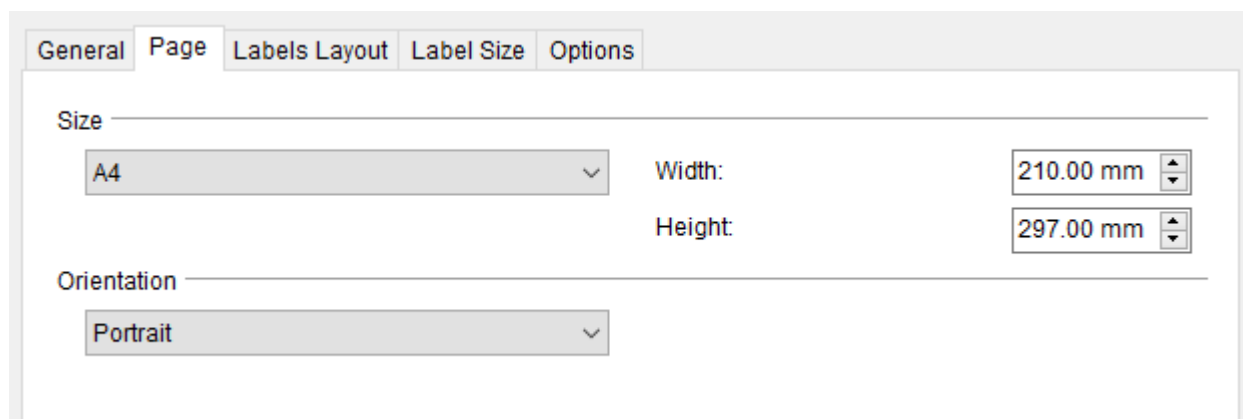 General Page Labels Layout Label Size Options
Size
A4 Width: 210.00 mm
Height: 297.00 mm
Orientation
Portrait